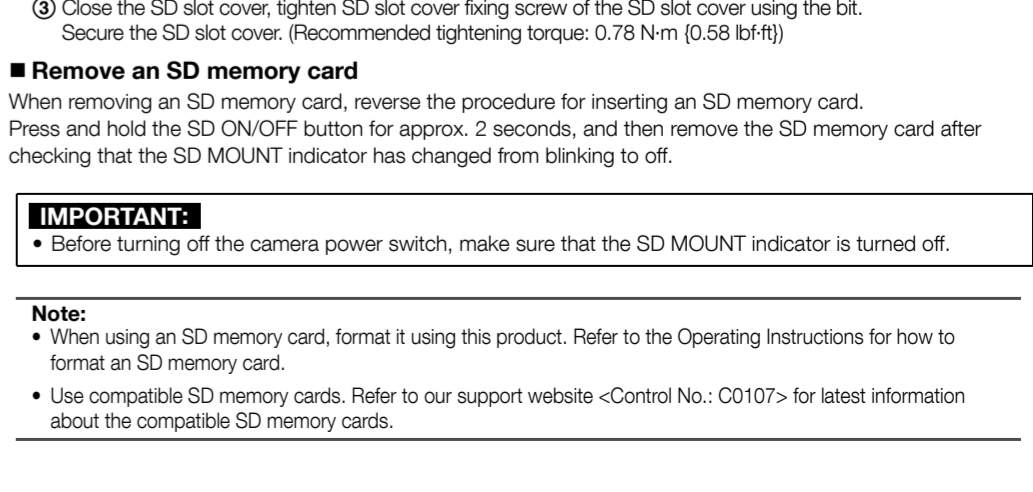 ③ Close the SD slot cover, tighten SD slot cover fixing screw of the SD slot cover using the bit.
Secure the SD slot cover. (Recommended tightening torque: 0.78 N·m {0.58 lbf·ft})
■ Remove an SD memory card
When removing an SD memory card, reverse the procedure for inserting an SD memory card.
Press and hold the SD ON/OFF button for approx. 2 seconds, and then remove the SD memory card after
checking that the SD MOUNT indicator has changed from blinking to off.
IMPORTANT:
• Before turning off the camera power switch, make sure that the SD MOUNT indicator is turned off.
Note:
• When using an SD memory card, format it using this product. Refer to the Operating Instructions for how to
format an SD memory card.
• Use compatible SD memory cards. Refer to our support website <Control No.: C0107> for latest information
about the compatible SD memory cards.